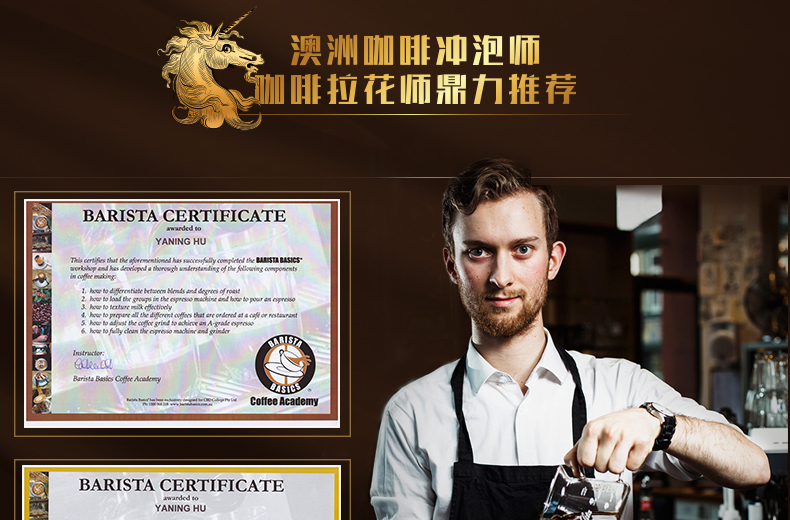 澳洲咖啡冲泡师
咖啡拉花师鼎力推荐
BARISTA CERTIFICATE
awarded to
YANING HU
This certifies that the aforementioned has successfully completed the BARISTA BASICS
workshop and has developed a thorough understanding of the following components
in coffee making:
1. how to differentiate between blends and degrees of roast
2. how to load the groups in the espresso machine and how to pour an espresso
3. how to texture milk effectively
4. how to prepare all the different coffees that are ordered at a café or restaurant
5. how to adjust the coffee grind to achieve an A-grade espresso
6. how to fully clean the espresso machine and grinder
Instructor:
Barista Basics Coffee Academy
BARISTA
BASICS
Coffee Academy
BARISTA CERTIFICATE
awarded to
YANING HU